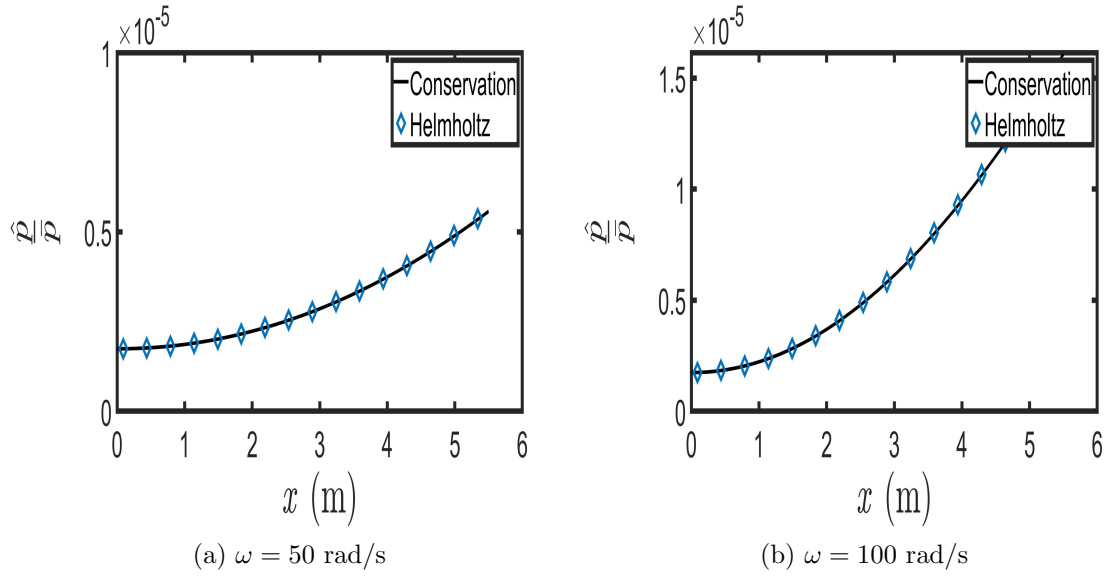 ×10⁻⁵
1
0.5
0
p̂
p̄
Conservation
Helmholtz
0 1 2 3 4 5 6
x (m)
(a) ω = 50 rad/s
×10⁻⁵
1.5
1
0.5
0
p̂
p̄
Conservation
Helmholtz
0 1 2 3 4 5 6
x (m)
(b) ω = 100 rad/s